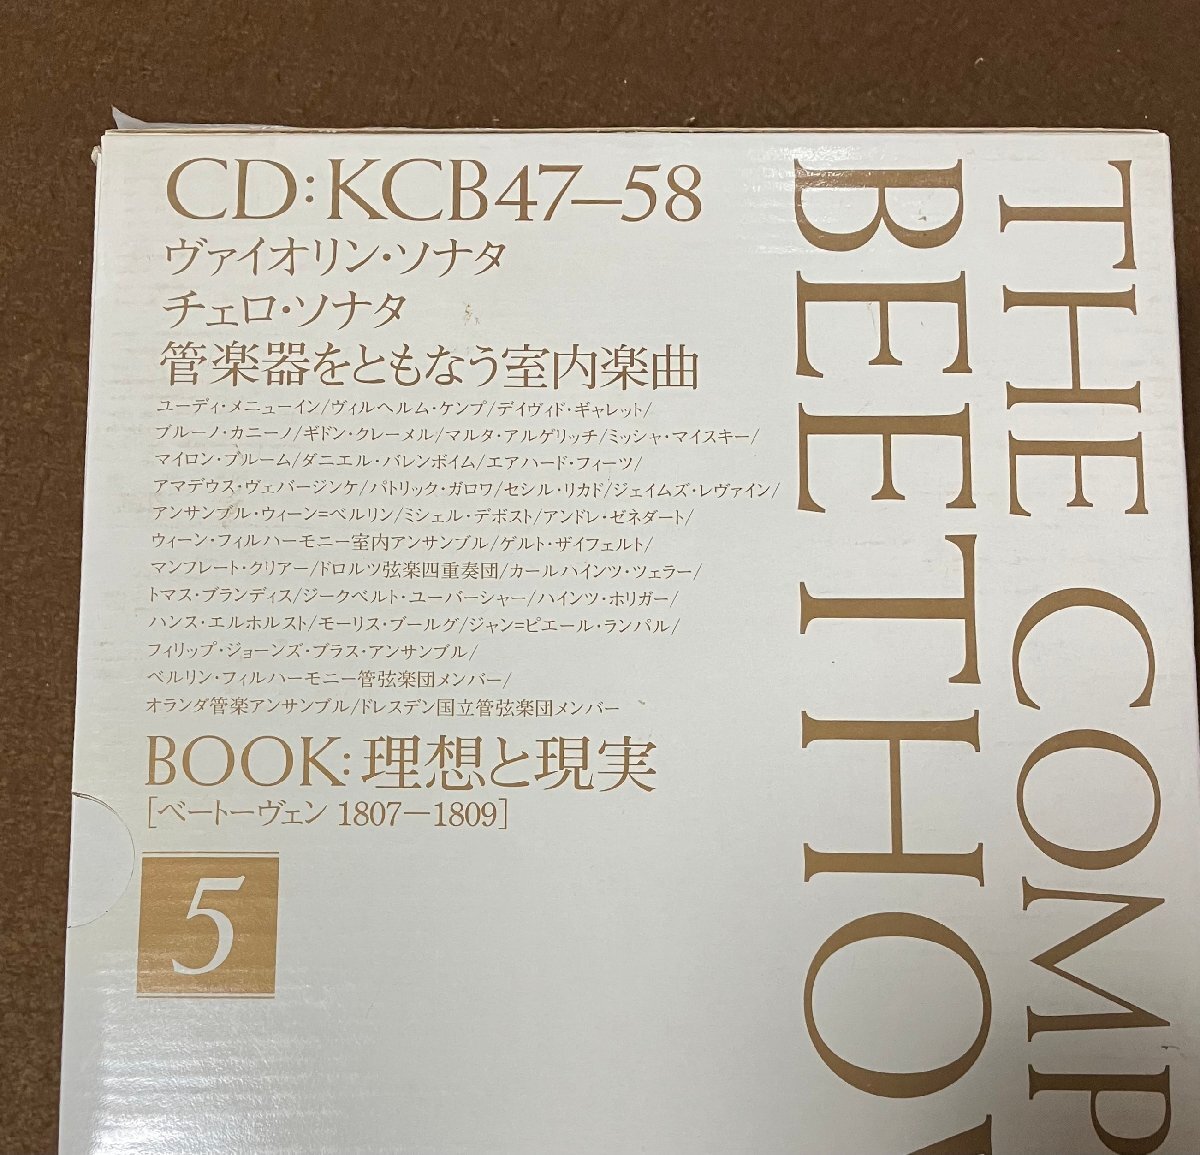 CD:KCB47–58
ヴァイオリン・ソナタ
チェロ・ソナタ
管楽器をともなう室内楽曲
ユーディ・メニューイン/ヴィルヘルム・ケンプ/デイヴィド・ギャレット/
ブルーノ・カニーノ/ギドン・クレーメル/マルタ・アルゲリッチ/ミッシャ・マイスキー/
マイロン・ブルーム/ダニエル・バレンボイム/エアハード・フィーツ/
アマデウス・ヴェバージンケ/パトリック・ガロワ/セシル・リカド/ジェイムズ・レヴァイン/
アンサンブル・ウィーン=ベルリン/ミシェル・デボスト/アンドレ・ゼネダート/
ウィーン・フィルハーモニー室内アンサンブル/ゲルト・ザイフェルト/
マンフレート・クリアー/ドロルツ弦楽四重奏団/カールハインツ・ツェラー/
トマス・ブランディス/ジークベルト・ユーバーシャー/ハインツ・ホリガー/
ハンス・エルホルスト/モーリス・ブールグ/ジャン=ピエール・ランパル/
フィリップ・ジョーンズ・ブラス・アンサンブル/
ベルリン・フィルハーモニー管弦楽団メンバー/
オランダ管楽アンサンブル/ドレスデン国立管弦楽団メンバー
BOOK:理想と現実
[ベートーヴェン 1807—1809]
5
THE COMP
BEETHOV